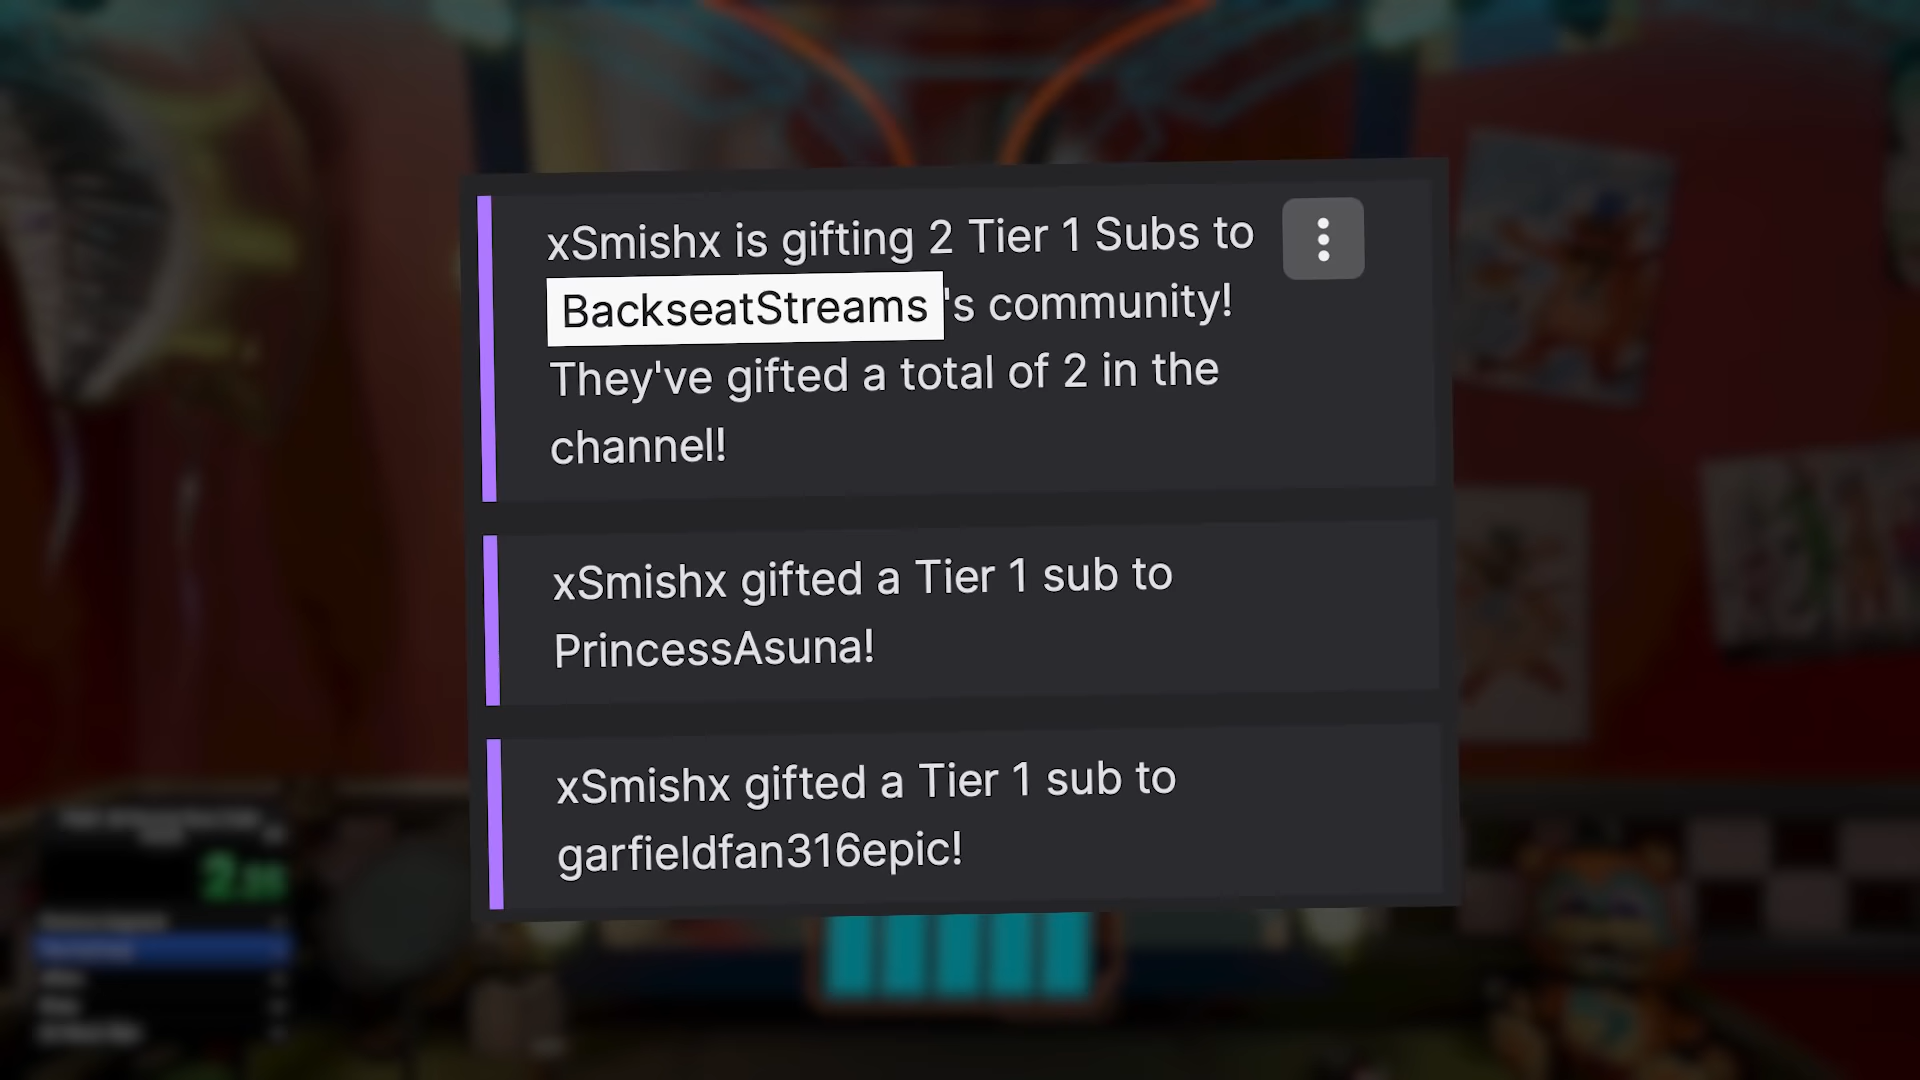 xSmishx is gifting 2 Tier 1 Subs to
BackseatStreams's community!
They've gifted a total of 2 in the
channel!
xSmishx gifted a Tier 1 sub to
PrincessAsuna!
xSmishx gifted a Tier 1 sub to
garfieldfan316epic!